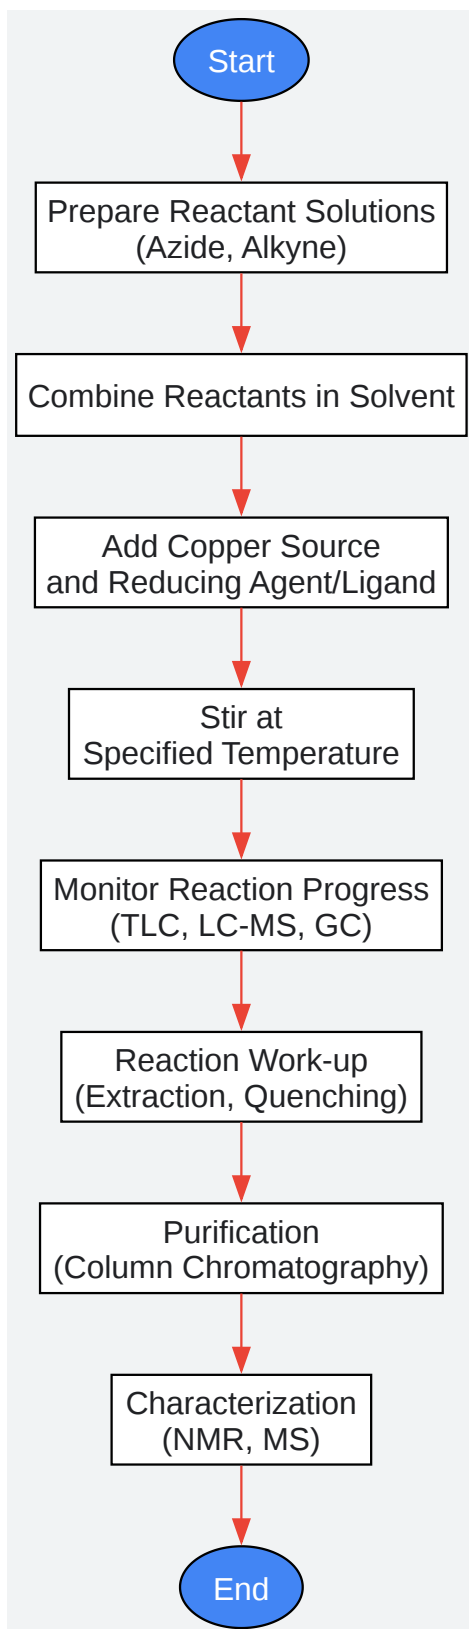 Start
Prepare Reactant Solutions
(Azide, Alkyne)
Combine Reactants in Solvent
Add Copper Source
and Reducing Agent/Ligand
Stir at
Specified Temperature
Monitor Reaction Progress
(TLC, LC-MS, GC)
Reaction Work-up
(Extraction, Quenching)
Purification
(Column Chromatography)
Characterization
(NMR, MS)
End